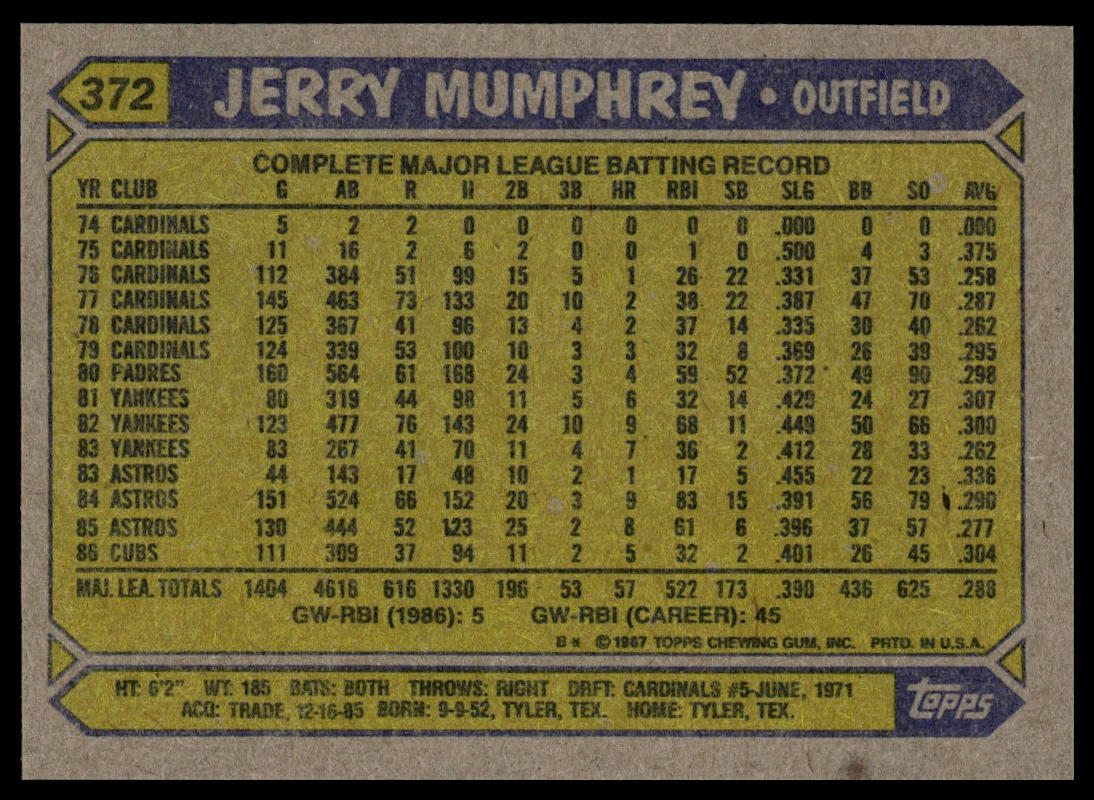 372 JERRY MUMPHREY • OUTFIELD
COMPLETE MAJOR LEAGUE BATTING RECORD
YR CLUB G AB R H 2B 3B HR RBI SB SLG BB SO AVG
74 CARDINALS 5 2 2 0 0 0 0 0 0 .000 0 0 .000
75 CARDINALS 11 16 2 6 2 0 0 1 0 .500 4 3 .375
76 CARDINALS 112 384 51 99 15 5 1 26 22 .331 37 53 .258
77 CARDINALS 145 463 73 133 20 10 2 38 22 .387 47 70 .287
78 CARDINALS 125 367 41 96 13 4 2 37 14 .335 30 40 .262
79 CARDINALS 124 339 53 100 10 3 3 32 8 .369 26 39 .295
80 PADRES 160 564 61 168 24 3 4 59 52 .372 49 90 .298
81 YANKEES 80 319 44 98 11 5 6 32 14 .429 24 27 .307
82 YANKEES 123 477 76 143 24 10 9 68 11 .449 50 66 .300
83 YANKEES 83 267 41 70 11 4 7 36 2 .412 28 33 .262
83 ASTROS 44 143 17 48 10 2 1 17 5 .455 22 23 .336
84 ASTROS 151 524 66 152 20 3 9 83 15 .391 56 79 .290
85 ASTROS 130 444 52 123 25 2 8 61 6 .396 37 57 .277
86 CUBS 111 309 37 94 11 2 5 32 2 .401 26 45 .304
MAJ. LEA. TOTALS 1404 4618 616 1330 196 53 57 522 173 .390 436 625 .288
GW-RBI (1986): 5 GW-RBI (CAREER): 45
B* © 1987 TOPPS CHEWING GUM, INC. PRTD. IN U.S.A.
HT: 6'2" WT: 185 BATS: BOTH THROWS: RIGHT DRFT: CARDINALS #5-JUNE, 1971
ACQ: TRADE, 12-16-85 BORN: 9-9-52, TYLER, TEX. HOME: TYLER, TEX.
topps